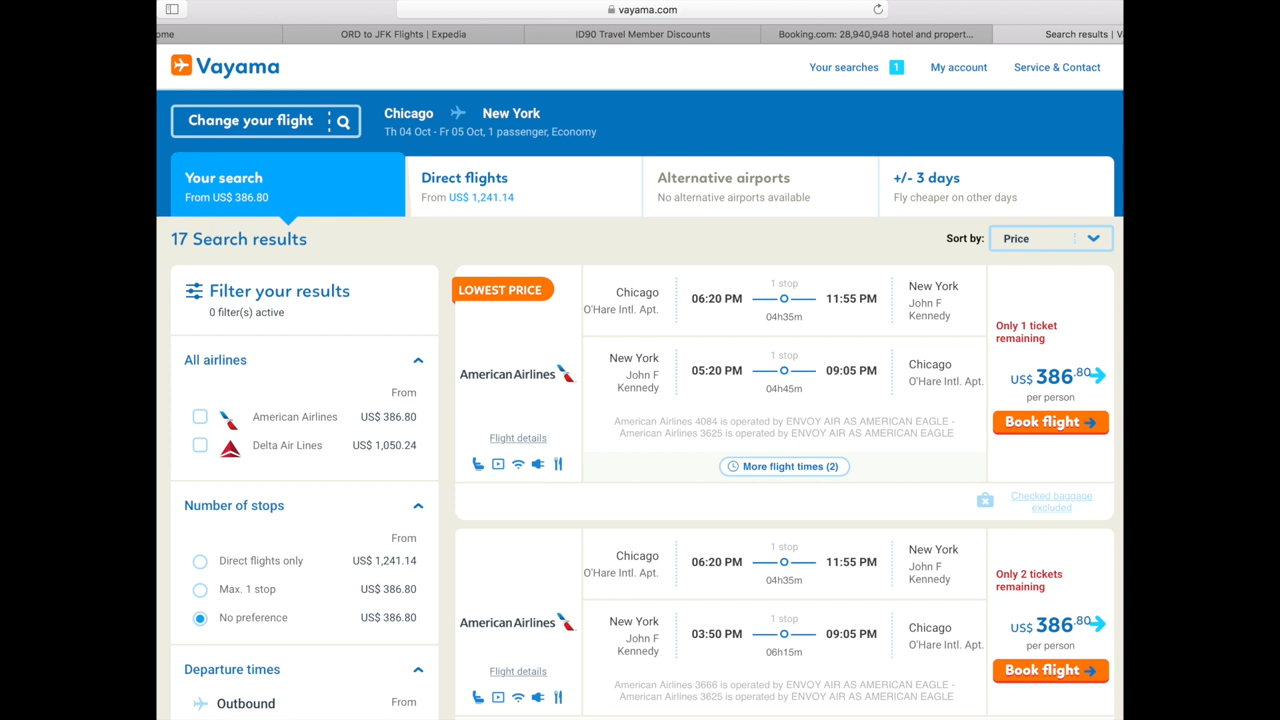 vayama.com
ome
ORD to JFK Flights | Expedia
ID90 Travel Member Discounts
Booking.com: 28,940,948 hotel and propert...
Search results | V
Vayama
Your searches 1
My account
Service & Contact
Change your flight
Chicago New York
Th 04 Oct - Fr 05 Oct, 1 passenger, Economy
Your search
From US$ 386.80
Direct flights
From US$ 1,241.14
Alternative airports
No alternative airports available
+/- 3 days
Fly cheaper on other days
17 Search results
Sort by: Price
Filter your results
0 filter(s) active
All airlines
From
American Airlines US$ 386.80
Delta Air Lines US$ 1,050.24
Number of stops
From
Direct flights only US$ 1,241.14
Max. 1 stop US$ 386.80
No preference US$ 386.80
Departure times
Outbound From
LOWEST PRICE
American Airlines
Flight details
Chicago
O'Hare Intl. Apt.
06:20 PM
1 stop
04h35m
11:55 PM
New York
John F
Kennedy
New York
John F
Kennedy
05:20 PM
1 stop
04h45m
09:05 PM
Chicago
O'Hare Intl. Apt.
American Airlines 4084 is operated by ENVOY AIR AS AMERICAN EAGLE -
American Airlines 3625 is operated by ENVOY AIR AS AMERICAN EAGLE
More flight times (2)
Only 1 ticket
remaining
US$ 386.80
per person
Book flight
Checked baggage
excluded
American Airlines
Flight details
Chicago
O'Hare Intl. Apt.
06:20 PM
1 stop
04h35m
11:55 PM
New York
John F
Kennedy
New York
John F
Kennedy
03:50 PM
1 stop
06h15m
09:05 PM
Chicago
O'Hare Intl. Apt.
American Airlines 3666 is operated by ENVOY AIR AS AMERICAN EAGLE -
American Airlines 3625 is operated by ENVOY AIR AS AMERICAN EAGLE
Only 2 tickets
remaining
US$ 386.80
per person
Book flight